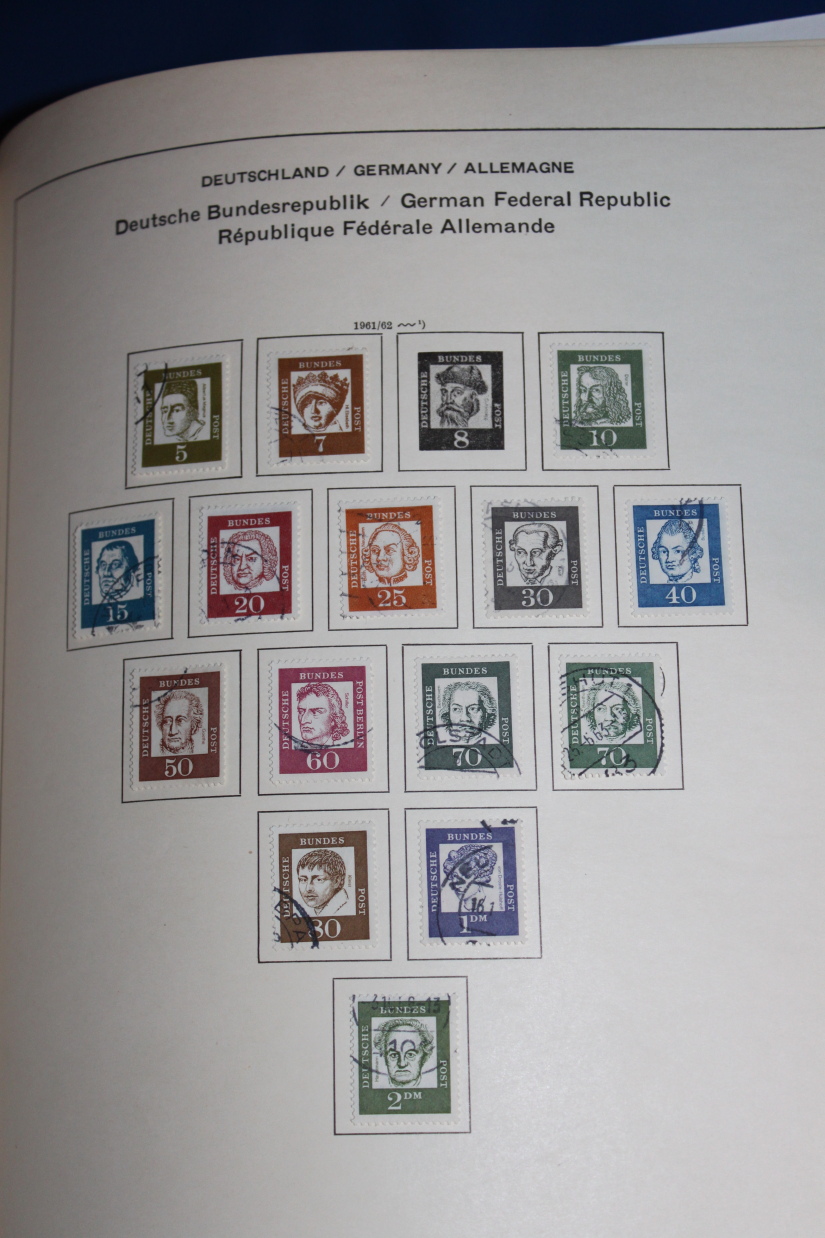 DEUTSCHLAND / GERMANY / ALLEMAGNE
Deutsche Bundesrepublik / German Federal Republic
République Fédérale Allemande
1961/62 ¹)
DEUTSCHE BUNDES POST 5
DEUTSCHE BUNDES POST 7
DEUTSCHE BUNDES POST 8
DEUTSCHE BUNDES POST 10
DEUTSCHE BUNDES POST 15
DEUTSCHE BUNDES POST 20
DEUTSCHE BUNDES POST 25
DEUTSCHE BUNDES POST 30
DEUTSCHE BUNDES POST 40
DEUTSCHE BUNDES POST 50
DEUTSCHE BUNDES POST BERLIN 60
DEUTSCHE BUNDES POST 70
DEUTSCHE BUNDES POST 70
DEUTSCHE BUNDES POST 80
DEUTSCHE BUNDES POST 1 DM
DEUTSCHE BUNDES POST 2 DM